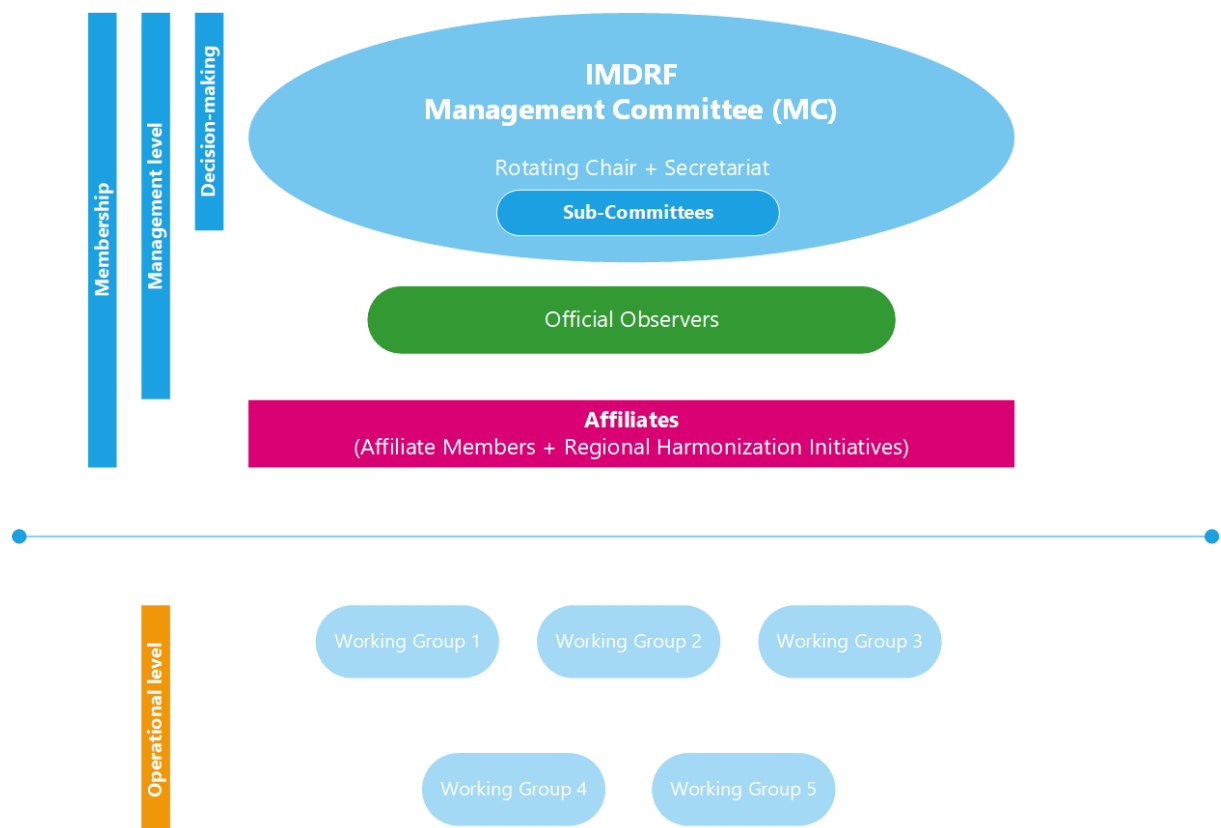 Membership
Management level
Decision-making
IMDRF
Management Committee (MC)
Rotating Chair + Secretariat
Sub-Committees
Official Observers
Affiliates
(Affiliate Members + Regional Harmonization Initiatives)
Operational level
Working Group 1
Working Group 2
Working Group 3
Working Group 4
Working Group 5